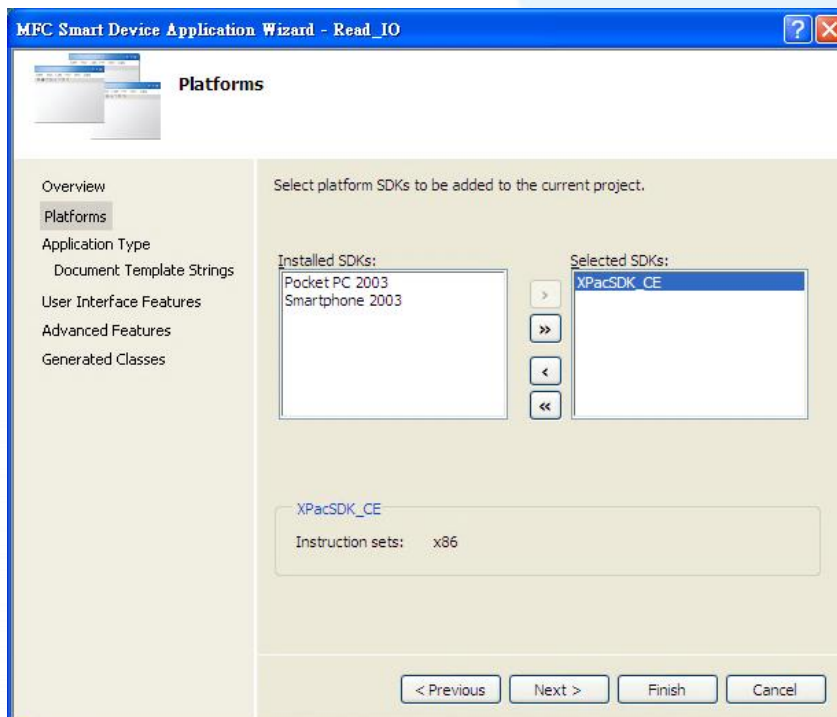 MFC Smart Device Application Wizard - Read_IO
Platforms
Overview
Platforms
Application Type
Document Template Strings
User Interface Features
Advanced Features
Generated Classes
Select platform SDKs to be added to the current project.
Installed SDKs:
Pocket PC 2003
Smartphone 2003
>
>>
<
<<
Selected SDKs:
XPacSDK_CE
XPacSDK_CE
Instruction sets: x86
< Previous
Next >
Finish
Cancel